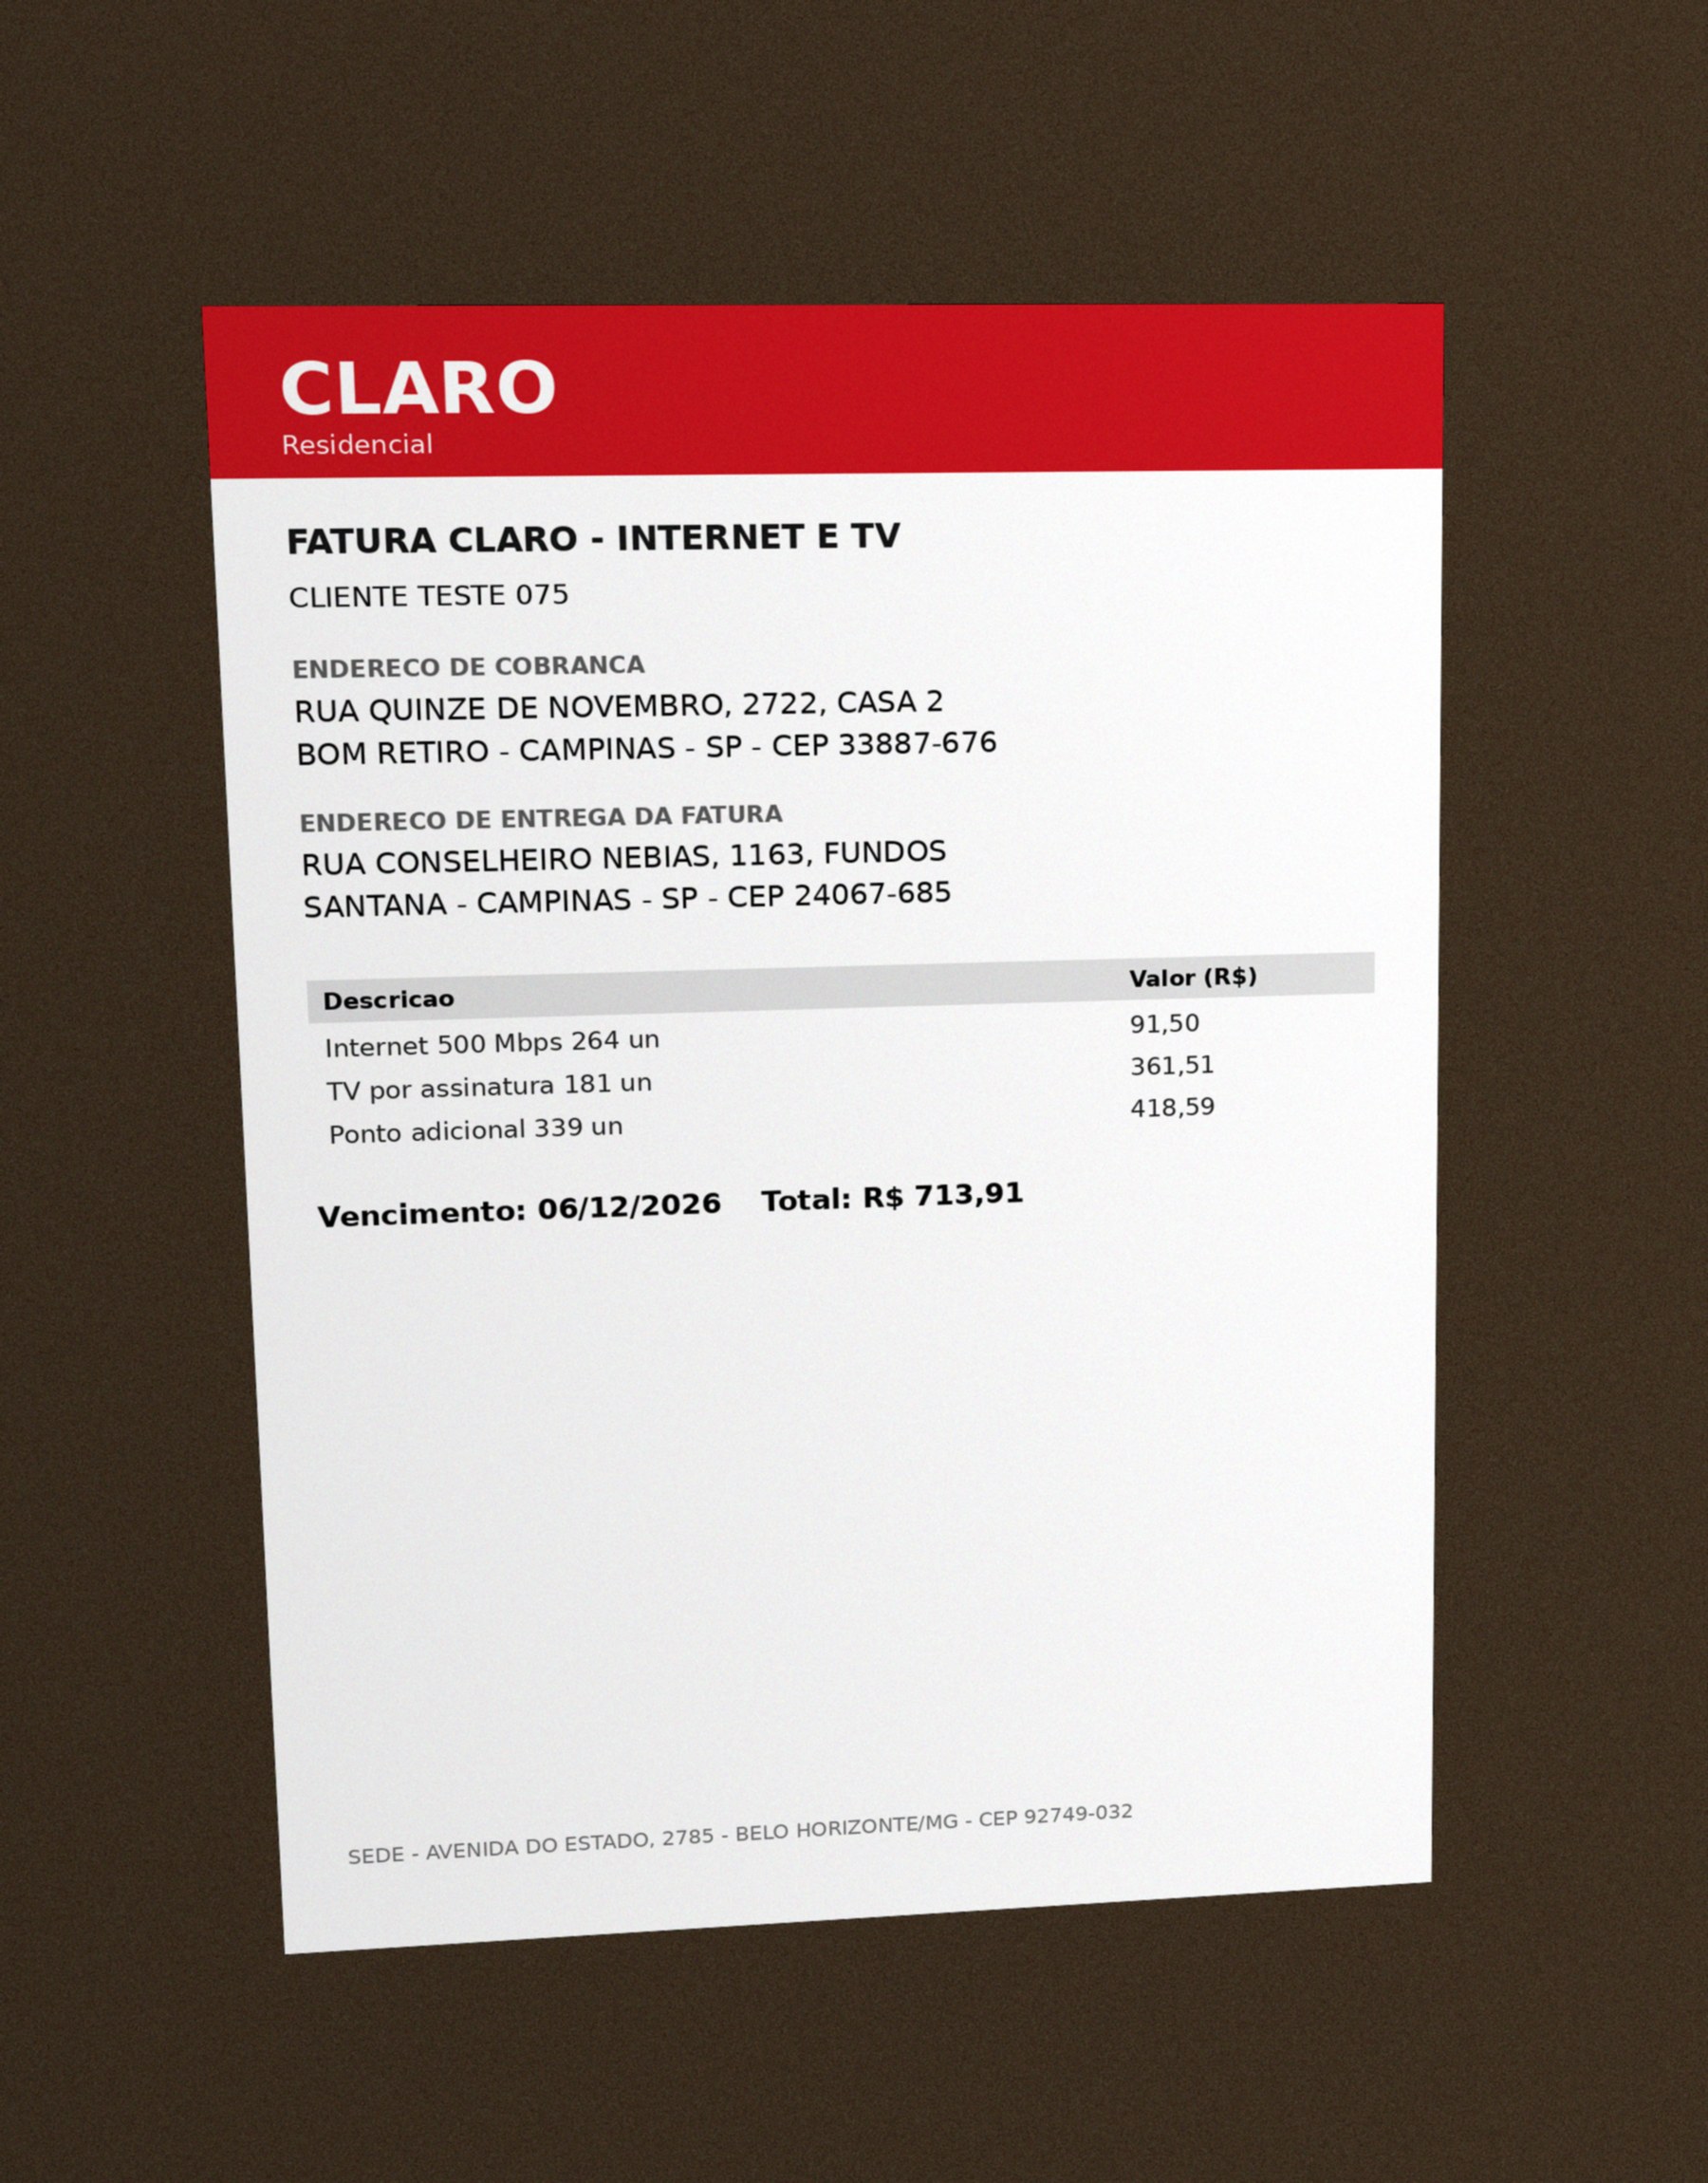 CLARO
Residencial
FATURA CLARO - INTERNET E TV
CLIENTE TESTE 075
ENDERECO DE COBRANCA
RUA QUINZE DE NOVEMBRO, 2722, CASA 2
BOM RETIRO - CAMPINAS - SP - CEP 33887-676
ENDERECO DE ENTREGA DA FATURA
RUA CONSELHEIRO NEBIAS, 1163, FUNDOS
SANTANA - CAMPINAS - SP - CEP 24067-685
Descricao Valor (R$)
Internet 500 Mbps 264 un 91,50
TV por assinatura 181 un 361,51
Ponto adicional 339 un 418,59
Vencimento: 06/12/2026 Total: R$ 713,91
SEDE - AVENIDA DO ESTADO, 2785 - BELO HORIZONTE/MG - CEP 92749-032